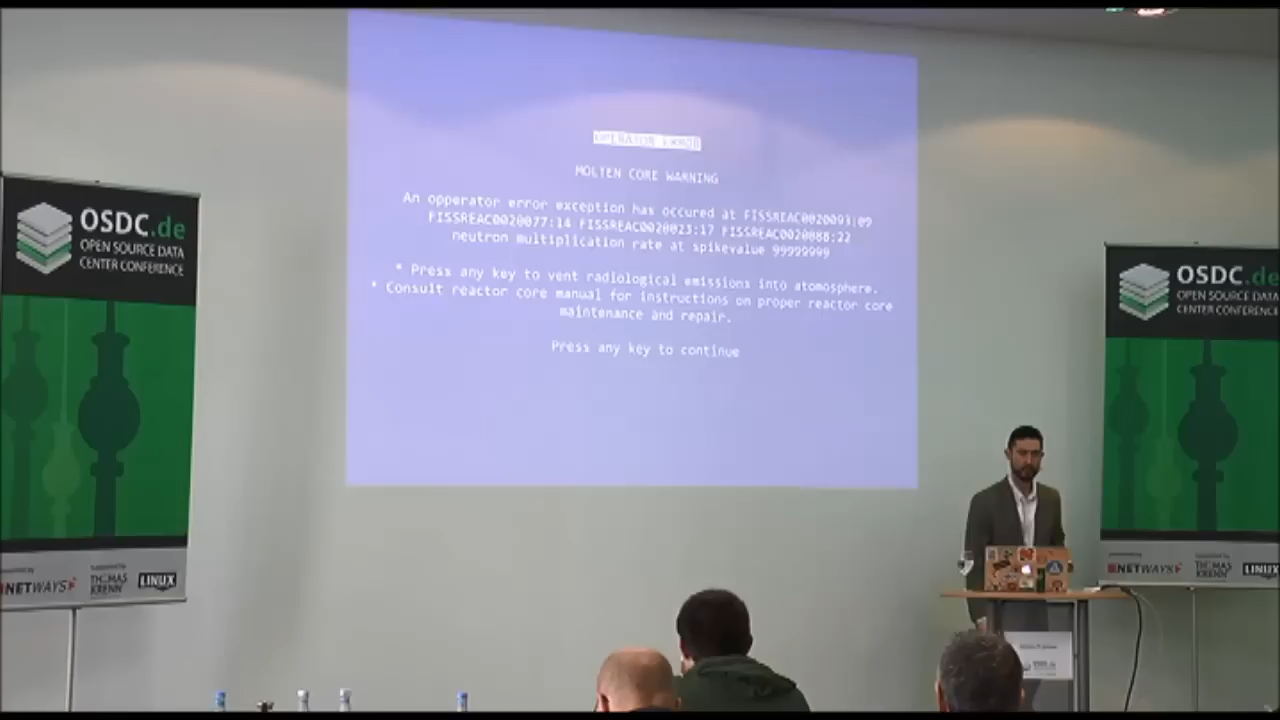 OPERATOR ERROR
MOLTEN CORE WARNING
An opperator error exception has occured at FISSREAC0020093:09
FISSREAC0020077:14 FISSREAC0020023:17 FISSREAC0020088:22
neutron multiplication rate at spikevalue 99999999
* Press any key to vent radiological emissions into atomosphere.
* Consult reactor core manual for instructions on proper reactor core
maintenance and repair.
Press any key to continue
OSDC.de
OPEN SOURCE DATA
CENTER CONFERENCE
NETWAYS
THOMAS
KRENN
LINUX
OSDC.de
OPEN SOURCE DATA
CENTER CONFERENCE
NETWAYS
THOMAS
KRENN
LINUX